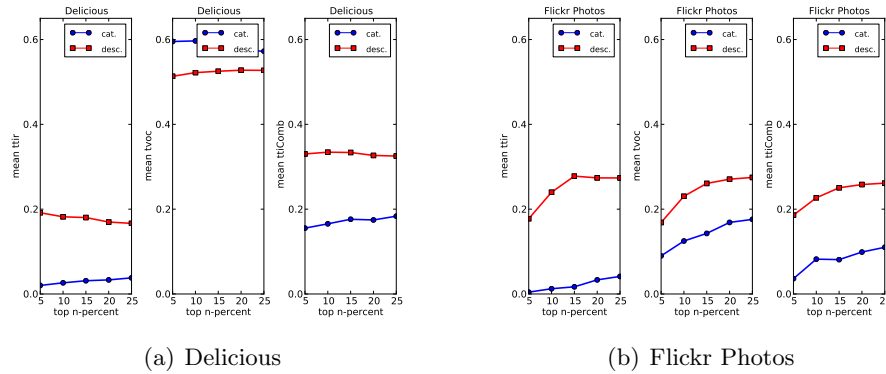 Delicious
Delicious
Delicious
Flickr Photos
Flickr Photos
Flickr Photos
cat.
desc.
cat.
desc.
cat.
desc.
cat.
desc.
cat.
desc.
cat.
desc.
0.6
0.4
0.2
0.0
0.6
0.4
0.2
0.0
0.6
0.4
0.2
0.0
0.6
0.4
0.2
0.0
0.6
0.4
0.2
0.0
0.6
0.4
0.2
0.0
mean ttir
mean tvoc
mean ttiComb
mean ttir
mean tvoc
mean ttiComb
5 10 15 20 25
5 10 15 20 25
5 10 15 20 25
5 10 15 20 25
5 10 15 20 25
5 10 15 20 25
top n-percent
top n-percent
top n-percent
top n-percent
top n-percent
top n-percent
(a) Delicious
(b) Flickr Photos